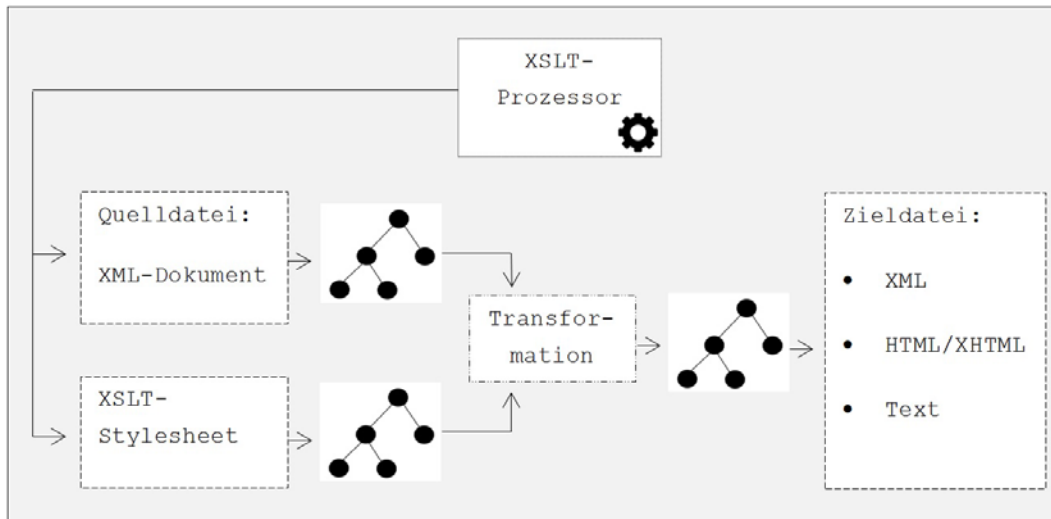 XSLT-
Prozessor
Quelldatei:
XML-Dokument
XSLT-
Stylesheet
Transfor-
mation
Zieldatei:
• XML
• HTML/XHTML
• Text